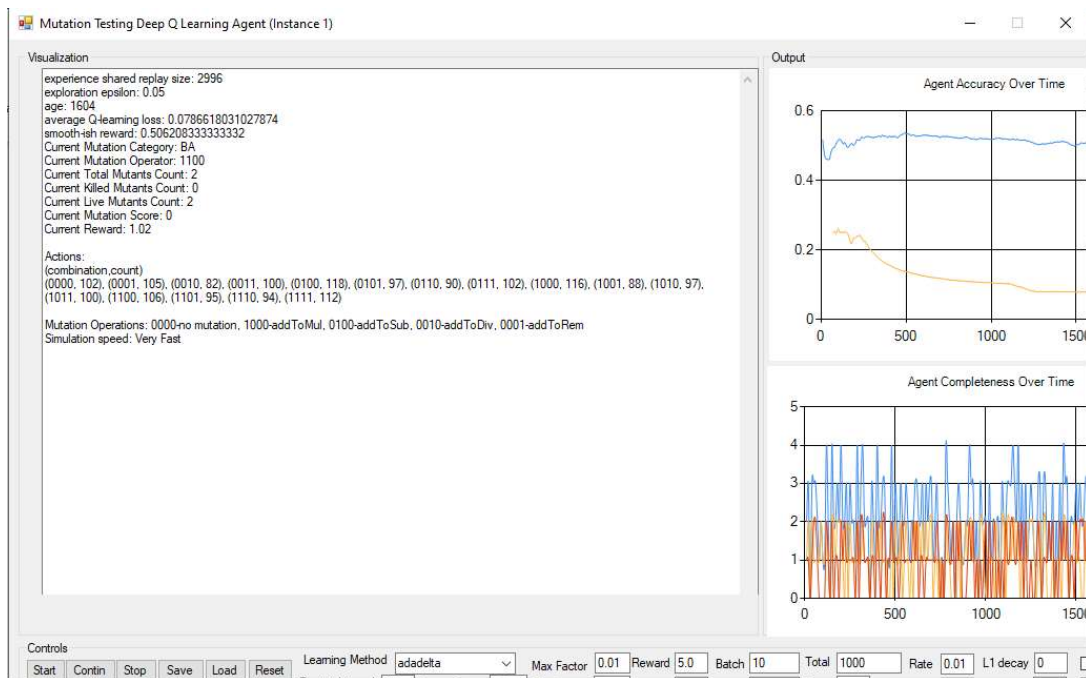 Mutation Testing Deep Q Learning Agent (Instance 1)
Visualization
experience shared replay size: 2996
exploration epsilon: 0.05
age: 1604
average Q-learning loss: 0.0786618031027874
smooth-ish reward: 0.506208333333332
Current Mutation Category: BA
Current Mutation Operator: 1100
Current Total Mutants Count: 2
Current Killed Mutants Count: 0
Current Live Mutants Count: 2
Current Mutation Score: 0
Current Reward: 1.02
Actions:
(combination,count)
(0000, 102), (0001, 105), (0010, 82), (0011, 100), (0100, 118), (0101, 97), (0110, 90), (0111, 102), (1000, 116), (1001, 88), (1010, 97),
(1011, 100), (1100, 106), (1101, 95), (1110, 94), (1111, 112)
Mutation Operations: 0000-no mutation, 1000-addToMul, 0100-addToSub, 0010-addToDiv, 0001-addToRem
Simulation speed: Very Fast
Output
Agent Accuracy Over Time
0.6
0.4
0.2
0
0 500 1000 1500
Agent Completeness Over Time
5
4
3
2
1
0
0 500 1000 1500
Controls
Start Contin Stop Save Load Reset Learning Method adadelta Max Factor 0.01 Reward 5.0 Batch 10 Total 1000 Rate 0.01 L1 decay 0